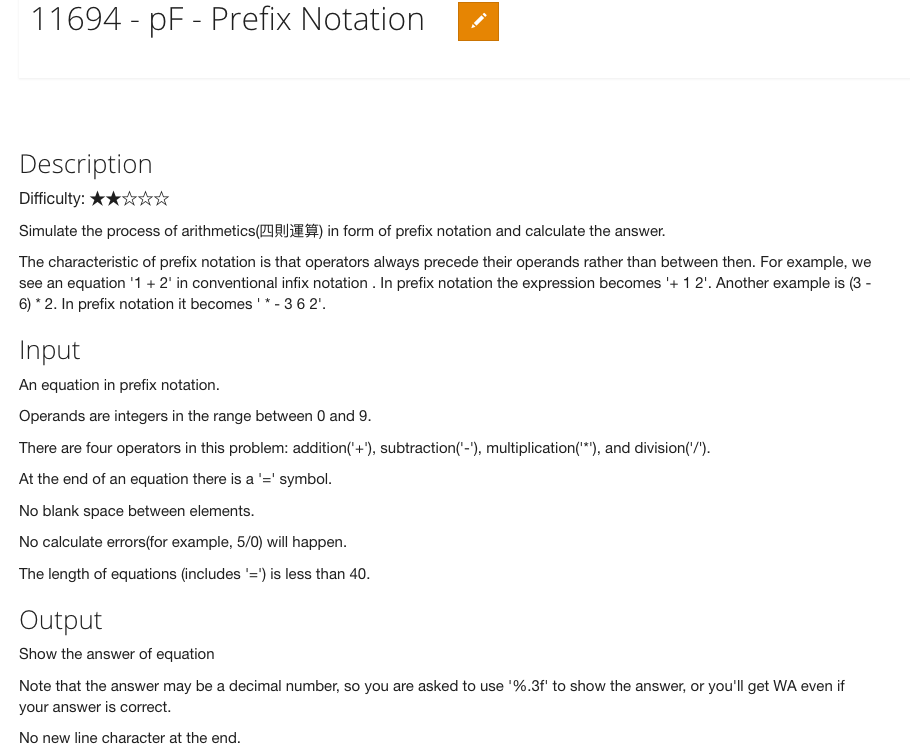 11694 - pF - Prefix Notation
Description
Difficulty: ★★☆☆☆
Simulate the process of arithmetics(四則運算) in form of prefix notation and calculate the answer.
The characteristic of prefix notation is that operators always precede their operands rather than between then. For example, we
see an equation '1 + 2' in conventional infix notation . In prefix notation the expression becomes '+ 1 2'. Another example is (3 -
6) * 2. In prefix notation it becomes ' * - 3 6 2'.
Input
An equation in prefix notation.
Operands are integers in the range between 0 and 9.
There are four operators in this problem: addition('+'), subtraction('-'), multiplication('*'), and division('/').
At the end of an equation there is a '=' symbol.
No blank space between elements.
No calculate errors(for example, 5/0) will happen.
The length of equations (includes '=') is less than 40.
Output
Show the answer of equation
Note that the answer may be a decimal number, so you are asked to use '%.3f' to show the answer, or you'll get WA even if
your answer is correct.
No new line character at the end.